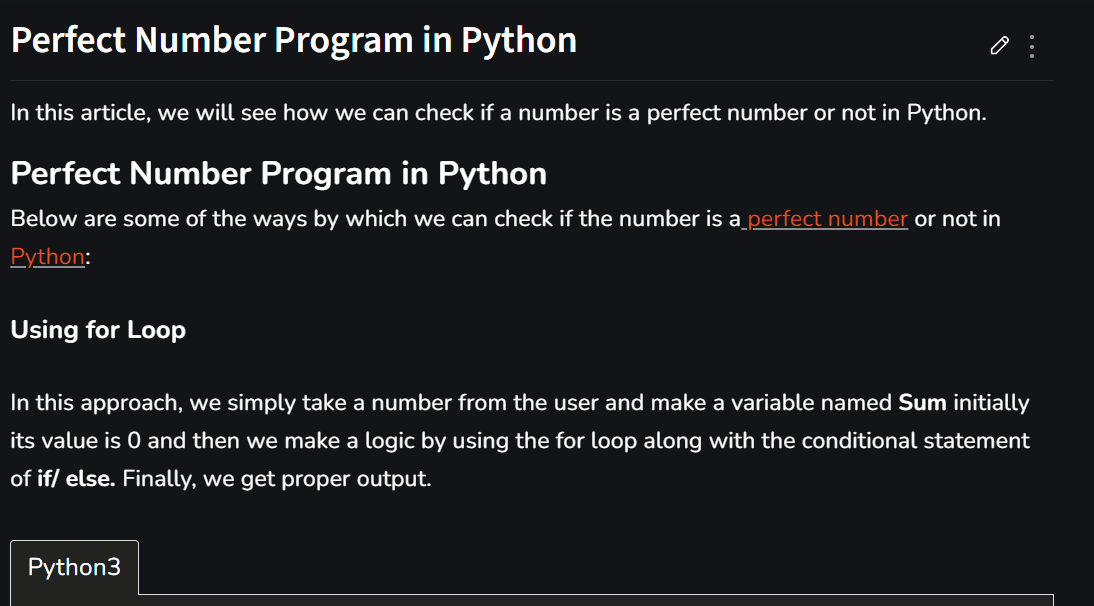 Perfect Number Program in Python
In this article, we will see how we can check if a number is a perfect number or not in Python.
Perfect Number Program in Python
Below are some of the ways by which we can check if the number is a perfect number or not in
Python:
Using for Loop
In this approach, we simply take a number from the user and make a variable named Sum initially
its value is 0 and then we make a logic by using the for loop along with the conditional statement
of if/ else. Finally, we get proper output.
Python3